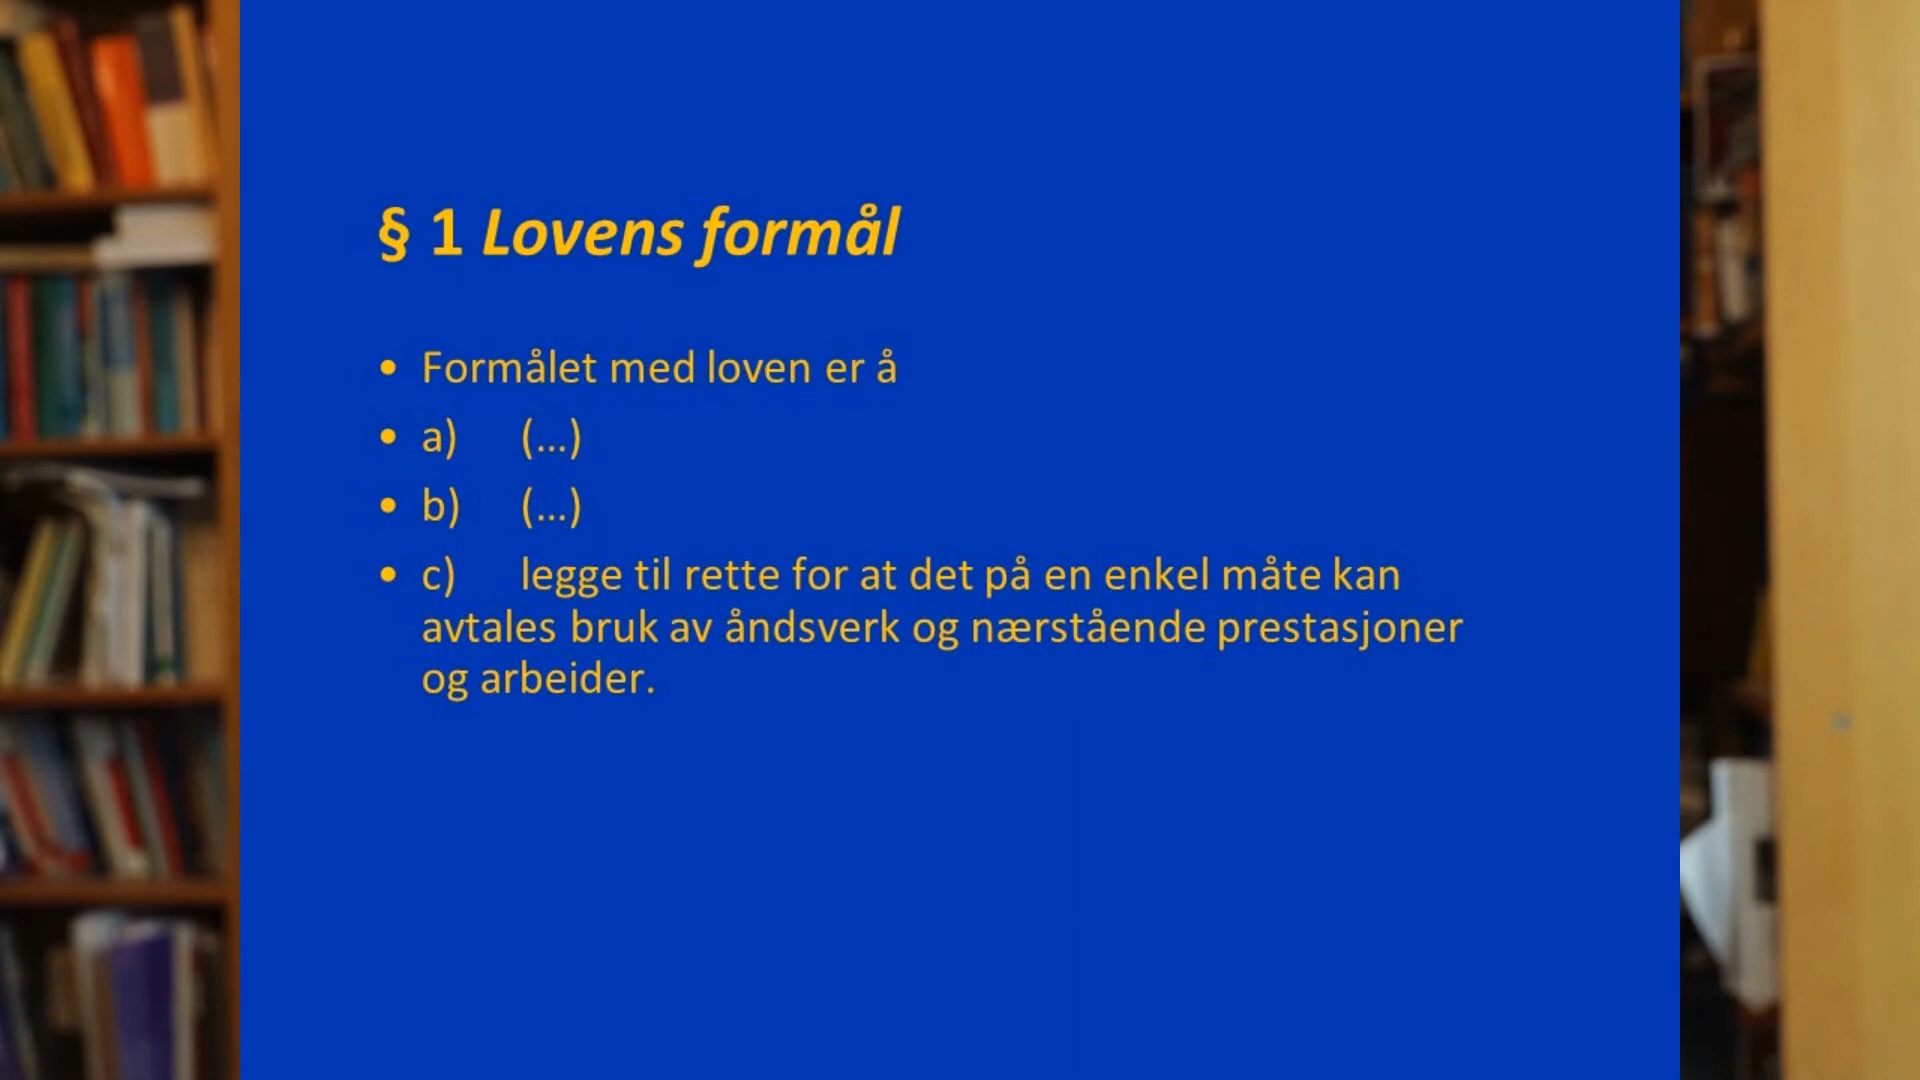 § 1 Lovens formål
• Formålet med loven er å
• a) (...)
• b) (...)
• c) legge til rette for at det på en enkel måte kan
avtales bruk av åndsverk og nærstående prestasjoner
og arbeider.